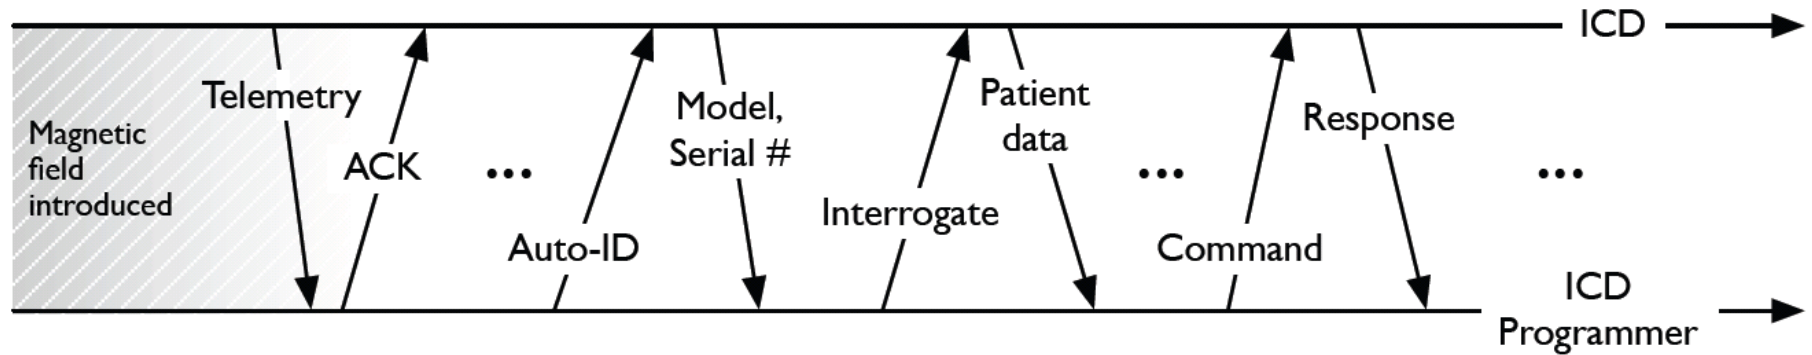 ICD
Telemetry
Magnetic
field
introduced
ACK
...
Auto-ID
Model,
Serial #
Interrogate
Patient
data
...
Command
Response
...
ICD
Programmer